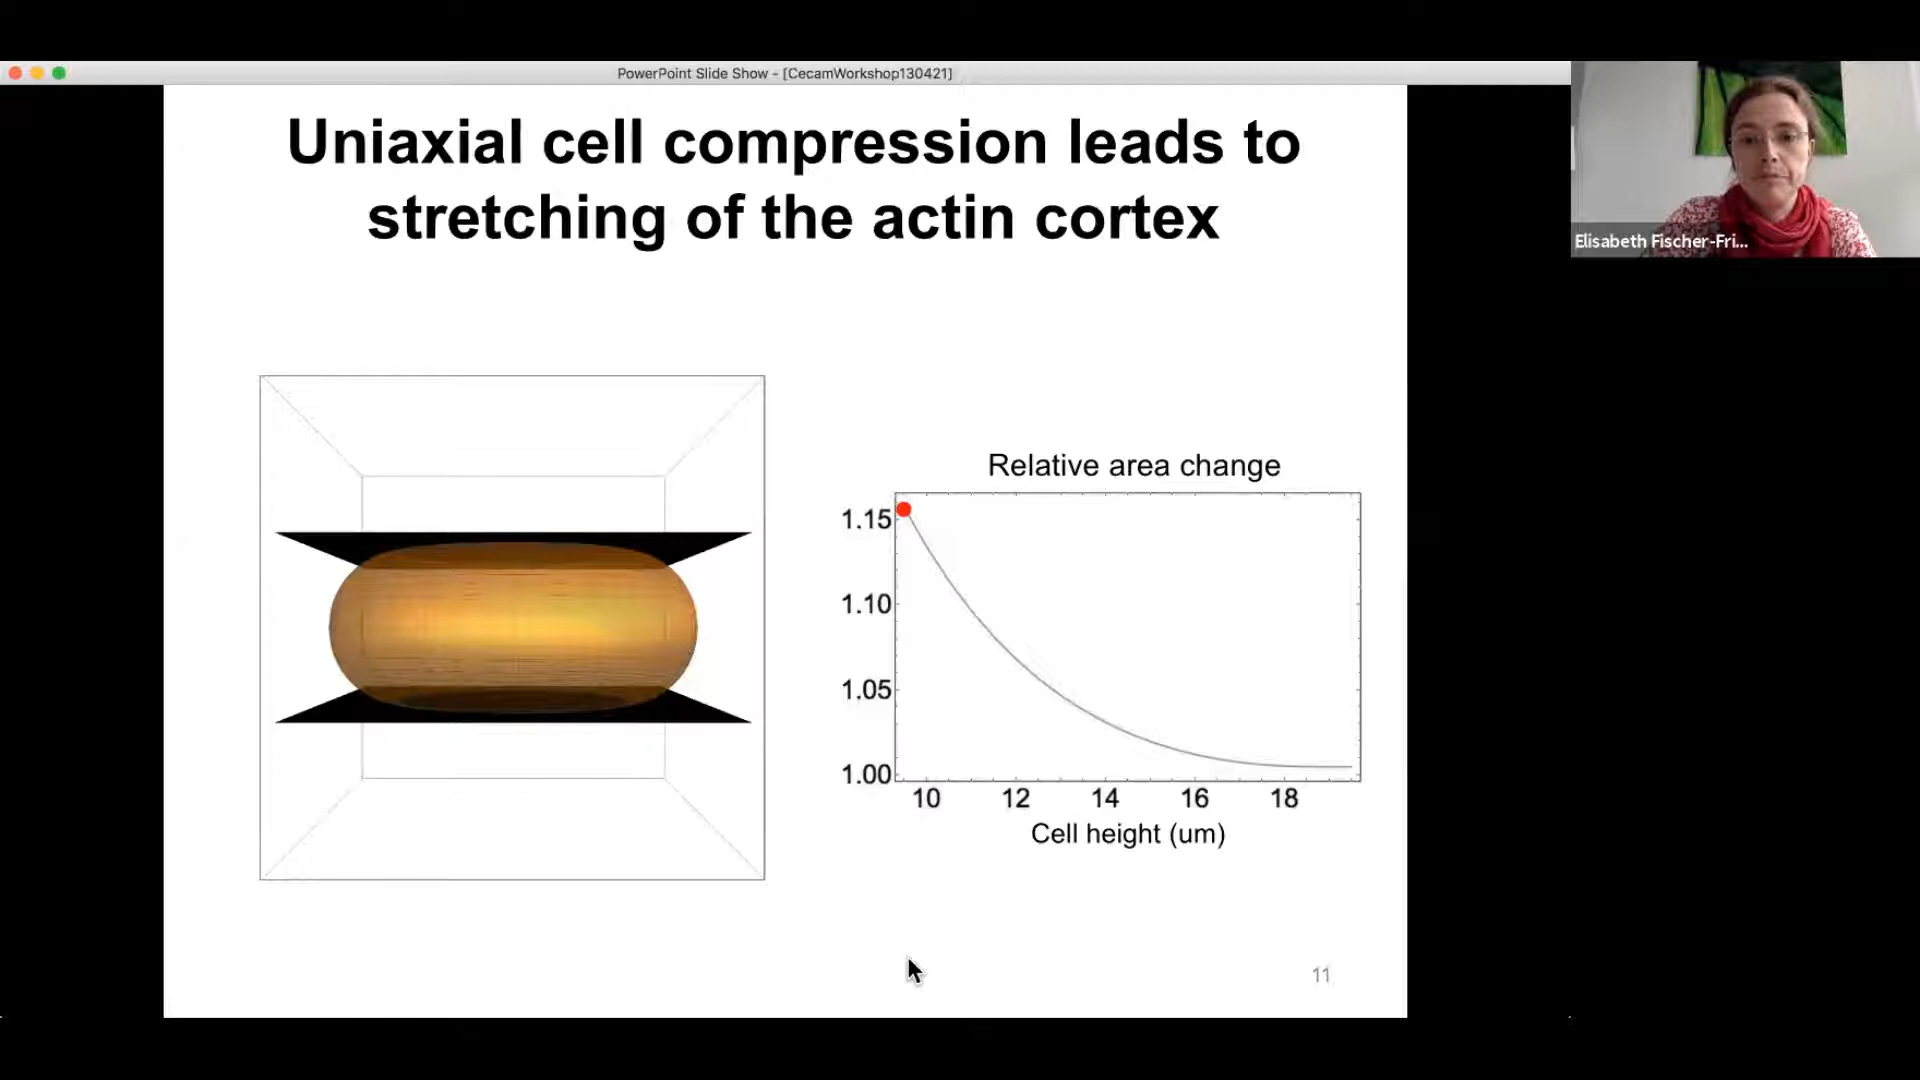 PowerPoint Slide Show - [CecamWorkshop130421]
Uniaxial cell compression leads to
stretching of the actin cortex
Elisabeth Fischer-Fri...
Relative area change
1.15
1.10
1.05
1.00
10 12 14 16 18
Cell height (um)
11